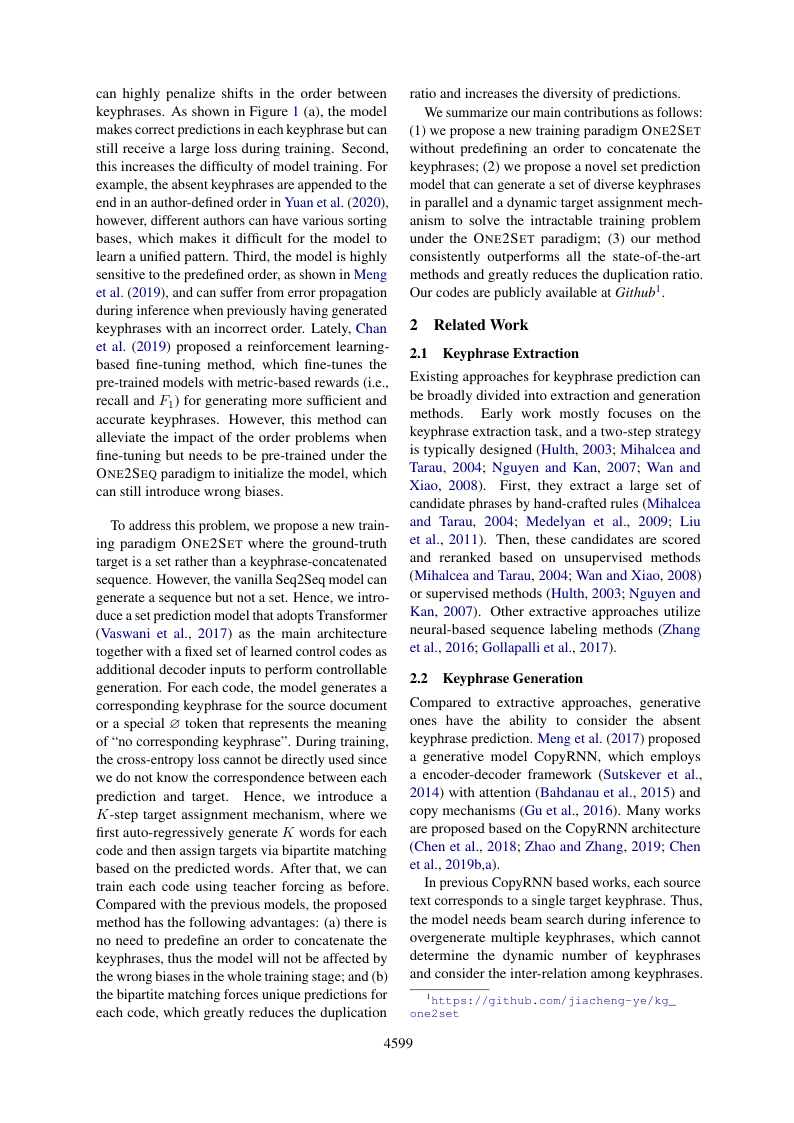 can highly penalize shifts in the order between
keyphrases. As shown in Figure 1 (a), the model
makes correct predictions in each keyphrase but can
still receive a large loss during training. Second,
this increases the difficulty of model training. For
example, the absent keyphrases are appended to the
end in an author-defined order in Yuan et al. (2020),
however, different authors can have various sorting
bases, which makes it difficult for the model to
learn a unified pattern. Third, the model is highly
sensitive to the predefined order, as shown in Meng
et al. (2019), and can suffer from error propagation
during inference when previously having generated
keyphrases with an incorrect order. Lately, Chan
et al. (2019) proposed a reinforcement learning-
based fine-tuning method, which fine-tunes the
pre-trained models with metric-based rewards (i.e.,
recall and F₁) for generating more sufficient and
accurate keyphrases. However, this method can
alleviate the impact of the order problems when
fine-tuning but needs to be pre-trained under the
ONE2SEQ paradigm to initialize the model, which
can still introduce wrong biases.
To address this problem, we propose a new train-
ing paradigm ONE2SET where the ground-truth
target is a set rather than a keyphrase-concatenated
sequence. However, the vanilla Seq2Seq model can
generate a sequence but not a set. Hence, we intro-
duce a set prediction model that adopts Transformer
(Vaswani et al., 2017) as the main architecture
together with a fixed set of learned control codes as
additional decoder inputs to perform controllable
generation. For each code, the model generates a
corresponding keyphrase for the source document
or a special ∅ token that represents the meaning
of “no corresponding keyphrase”. During training,
the cross-entropy loss cannot be directly used since
we do not know the correspondence between each
prediction and target. Hence, we introduce a
K-step target assignment mechanism, where we
first auto-regressively generate K words for each
code and then assign targets via bipartite matching
based on the predicted words. After that, we can
train each code using teacher forcing as before.
Compared with the previous models, the proposed
method has the following advantages: (a) there is
no need to predefine an order to concatenate the
keyphrases, thus the model will not be affected by
the wrong biases in the whole training stage; and (b)
the bipartite matching forces unique predictions for
each code, which greatly reduces the duplication
ratio and increases the diversity of predictions.
We summarize our main contributions as follows:
(1) we propose a new training paradigm ONE2SET
without predefining an order to concatenate the
keyphrases; (2) we propose a novel set prediction
model that can generate a set of diverse keyphrases
in parallel and a dynamic target assignment mech-
anism to solve the intractable training problem
under the ONE2SET paradigm; (3) our method
consistently outperforms all the state-of-the-art
methods and greatly reduces the duplication ratio.
Our codes are publicly available at Github¹.
2 Related Work
2.1 Keyphrase Extraction
Existing approaches for keyphrase prediction can
be broadly divided into extraction and generation
methods. Early work mostly focuses on the
keyphrase extraction task, and a two-step strategy
is typically designed (Hulth, 2003; Mihalcea and
Tarau, 2004; Nguyen and Kan, 2007; Wan and
Xiao, 2008). First, they extract a large set of
candidate phrases by hand-crafted rules (Mihalcea
and Tarau, 2004; Medelyan et al., 2009; Liu
et al., 2011). Then, these candidates are scored
and reranked based on unsupervised methods
(Mihalcea and Tarau, 2004; Wan and Xiao, 2008)
or supervised methods (Hulth, 2003; Nguyen and
Kan, 2007). Other extractive approaches utilize
neural-based sequence labeling methods (Zhang
et al., 2016; Gollapalli et al., 2017).
2.2 Keyphrase Generation
Compared to extractive approaches, generative
ones have the ability to consider the absent
keyphrase prediction. Meng et al. (2017) proposed
a generative model CopyRNN, which employs
a encoder-decoder framework (Sutskever et al.,
2014) with attention (Bahdanau et al., 2015) and
copy mechanisms (Gu et al., 2016). Many works
are proposed based on the CopyRNN architecture
(Chen et al., 2018; Zhao and Zhang, 2019; Chen
et al., 2019b,a).
In previous CopyRNN based works, each source
text corresponds to a single target keyphrase. Thus,
the model needs beam search during inference to
overgenerate multiple keyphrases, which cannot
determine the dynamic number of keyphrases
and consider the inter-relation among keyphrases.
¹https://github.com/jiacheng-ye/kg_
one2set
4599